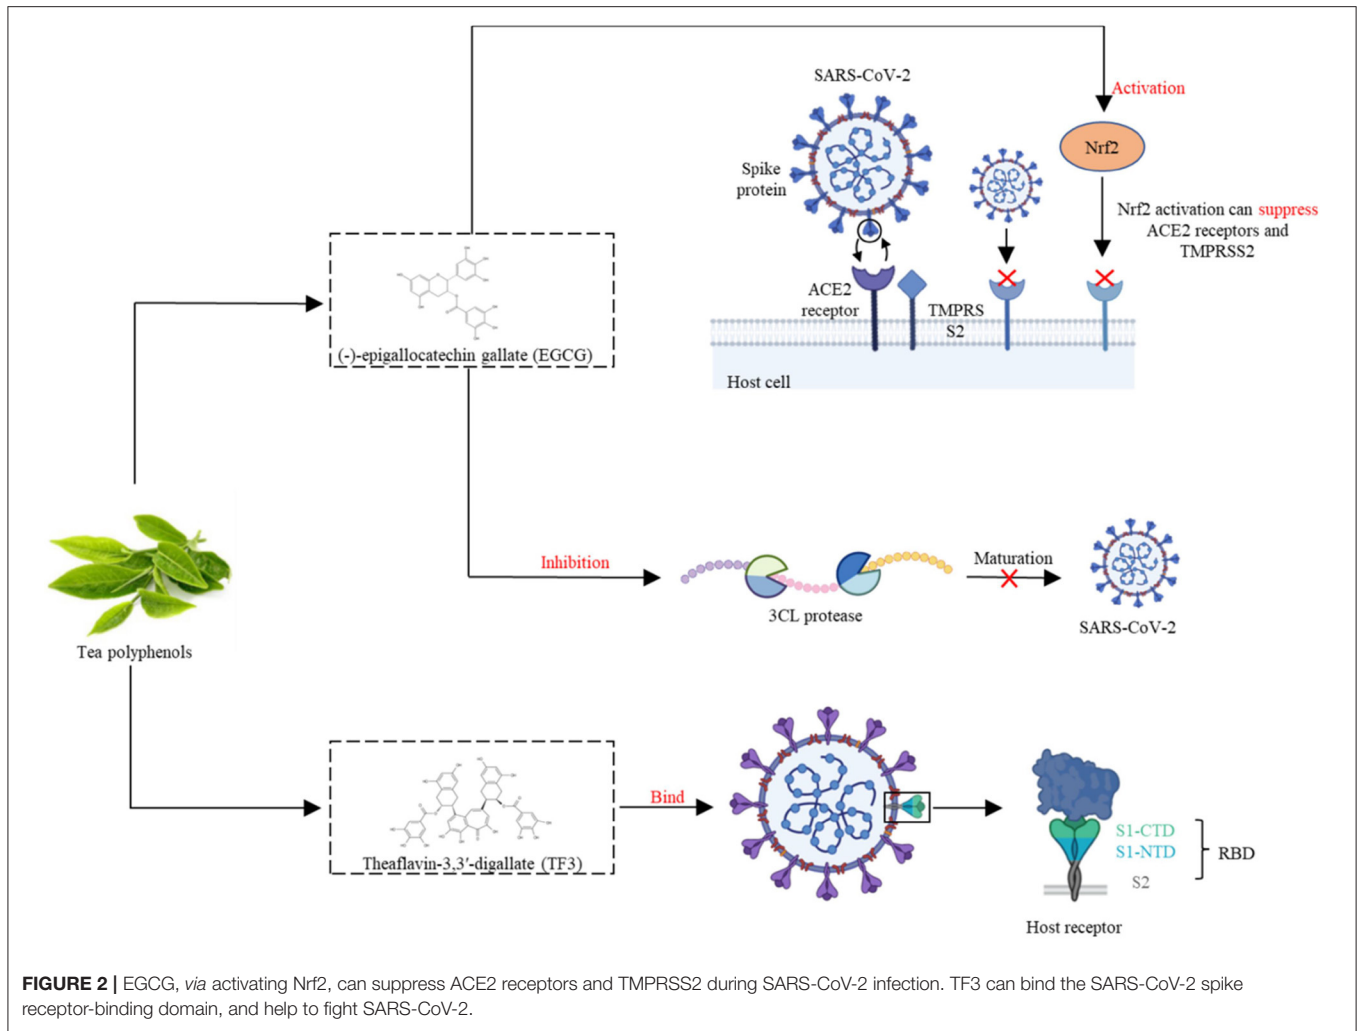 SARS-CoV-2
Activation
Nrf2
Spike
protein
Nrf2 activation can suppress
ACE2 receptors and
TMPRSS2
ACE2
receptor
TMPRS
S2
Host cell
(-)-epigallocatechin gallate (EGCG)
Inhibition
3CL protease
Maturation
SARS-CoV-2
Tea polyphenols
Theaflavin-3,3'-digallate (TF3)
Bind
S1-CTD
S1-NTD
S2
RBD
Host receptor
FIGURE 2 | EGCG, via activating Nrf2, can suppress ACE2 receptors and TMPRSS2 during SARS-CoV-2 infection. TF3 can bind the SARS-CoV-2 spike
receptor-binding domain, and help to fight SARS-CoV-2.